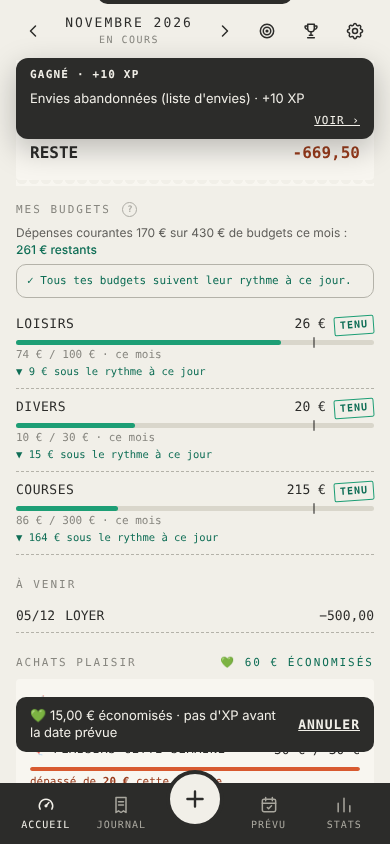 NOVEMBRE 2026
EN COURS
GAGNÉ · +10 XP
Envies abandonnées (liste d'envies) · +10 XP
VOIR ›
RESTE -669,50
MES BUDGETS ?
Dépenses courantes 170 € sur 430 € de budgets ce mois :
261 € restants
✓ Tous tes budgets suivent leur rythme à ce jour.
LOISIRS 26 € TENU
74 € / 100 € · ce mois
▼ 9 € sous le rythme à ce jour
DIVERS 20 € TENU
10 € / 30 € · ce mois
▼ 15 € sous le rythme à ce jour
COURSES 215 € TENU
86 € / 300 € · ce mois
▼ 164 € sous le rythme à ce jour
À VENIR
05/12 LOYER −500,00
ACHATS PLAISIR 💚 60 € ÉCONOMISÉS
💚 15,00 € économisés · pas d'XP avant
la date prévue
ANNULER
dépassé de 20 € cette
ACCUEIL JOURNAL + PRÉVU STATS